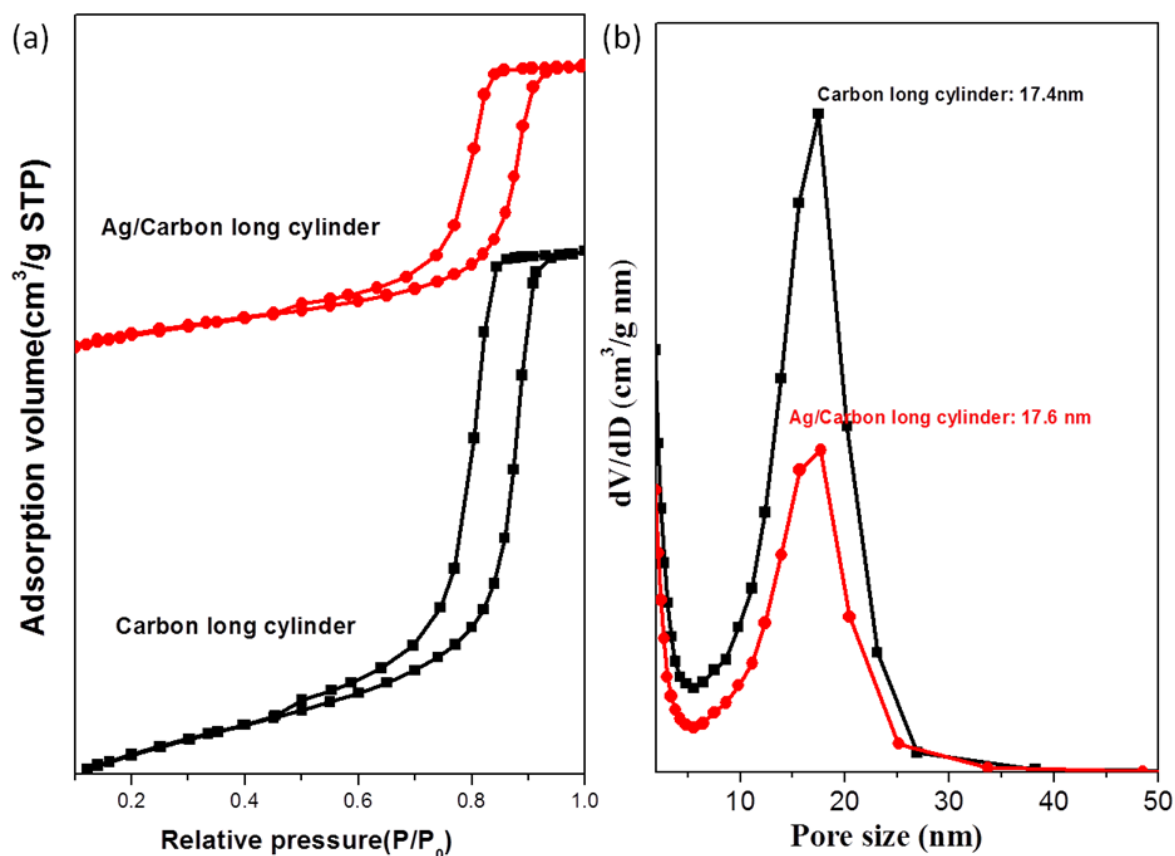 (a)
Adsorption volume(cm³/g STP)
Ag/Carbon long cylinder
Carbon long cylinder
0.2 0.4 0.6 0.8 1.0
Relative pressure(P/P₀)
(b)
dV/dD (cm³/g nm)
Carbon long cylinder: 17.4nm
Ag/Carbon long cylinder: 17.6 nm
10 20 30 40 50
Pore size (nm)